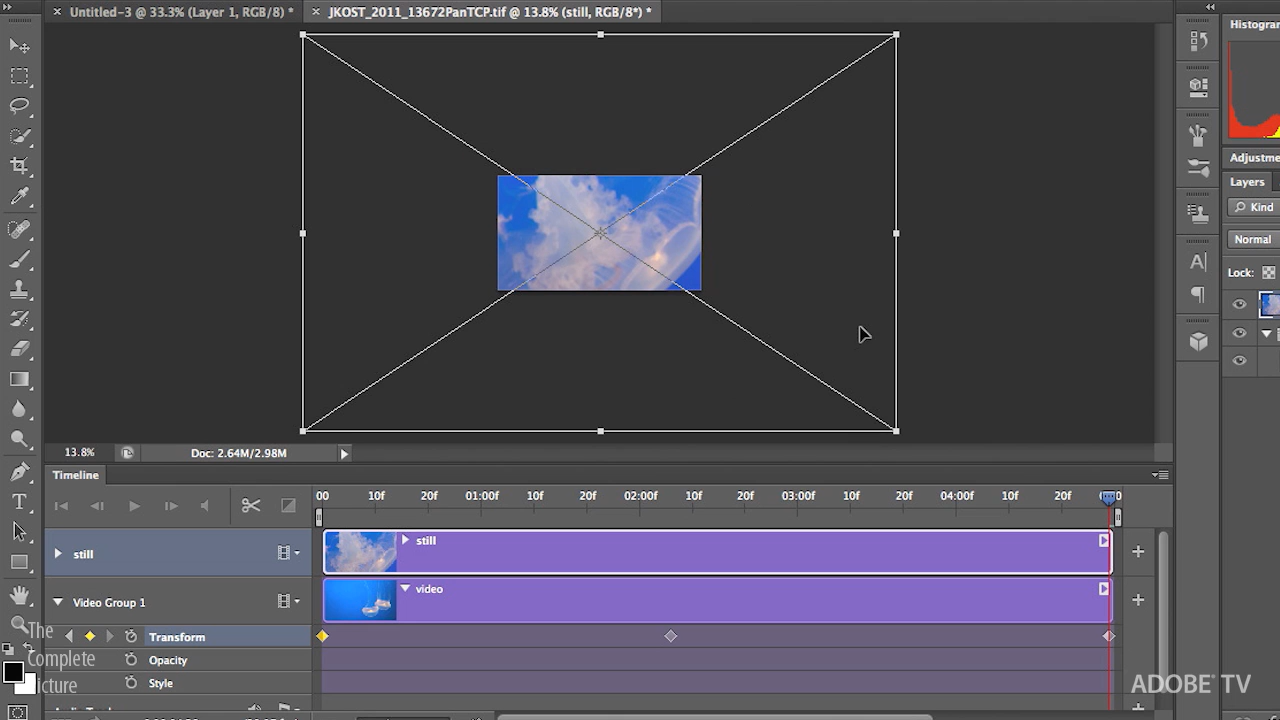 Untitled-3 @ 33.3% (Layer 1, RGB/8) *
JKOST_2011_13672PanTCP.tif @ 13.8% (still, RGB/8*) *
Histogra
Adjustme
Layers
Kind
Normal
Lock:
13.8%
Doc: 2.64M/2.98M
Timeline
00 10f 20f 01:00f 10f 20f 02:00f 10f 20f 03:00f 10f 20f 04:00f 10f 20f
still
still
Video Group 1
video
Transform
Opacity
Style
The
Complete
Picture
ADOBE® TV